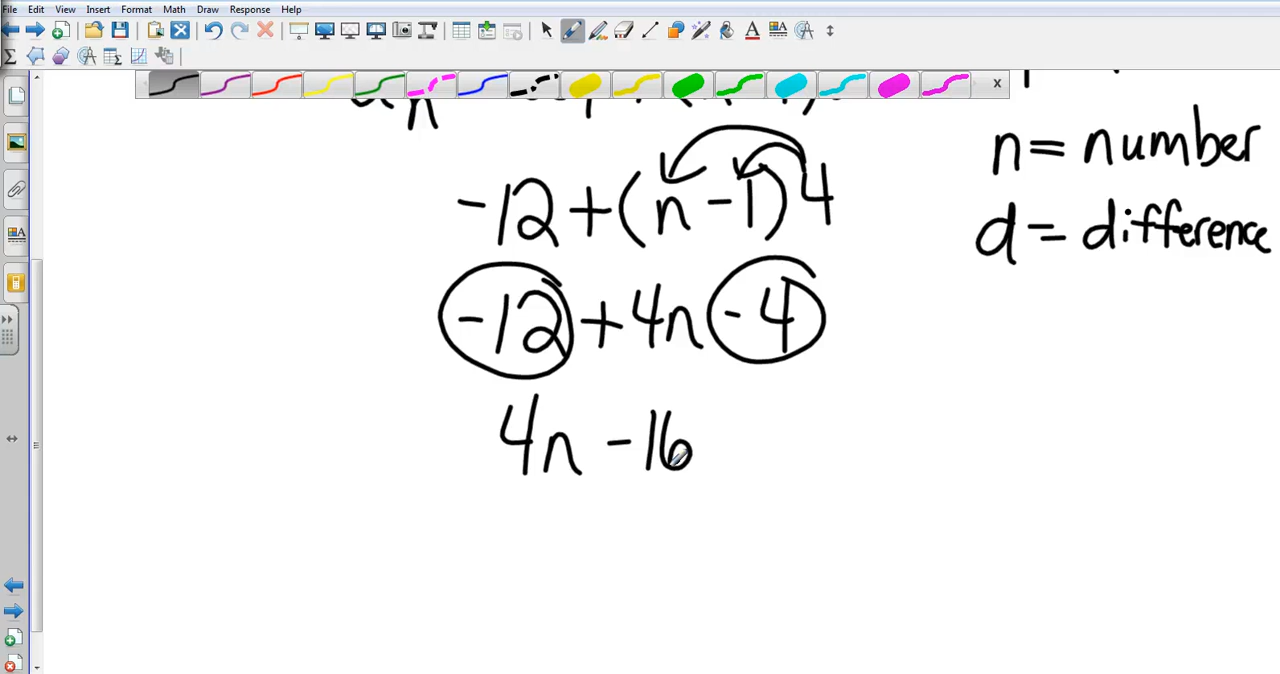 File Edit View Insert Format Math Draw Response Help
n = number
-12 + (n - 1) 4
d = difference
-12 + 4n - 4
4n - 16